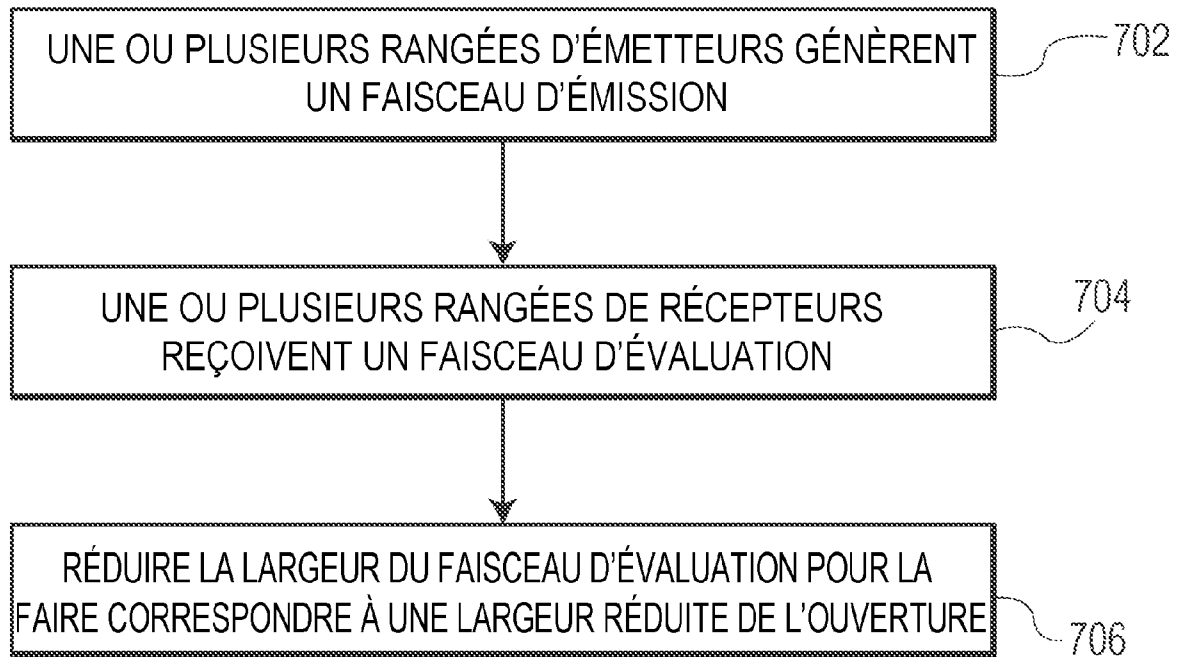 UNE OU PLUSIEURS RANGÉES D'ÉMETTEURS GÉNÈRENT
UN FAISCEAU D'ÉMISSION
702
UNE OU PLUSIEURS RANGÉES DE RÉCEPTEURS
REÇOIVENT UN FAISCEAU D'ÉVALUATION
704
RÉDUIRE LA LARGEUR DU FAISCEAU D'ÉVALUATION POUR LA
FAIRE CORRESPONDRE À UNE LARGEUR RÉDUITE DE L'OUVERTURE
706